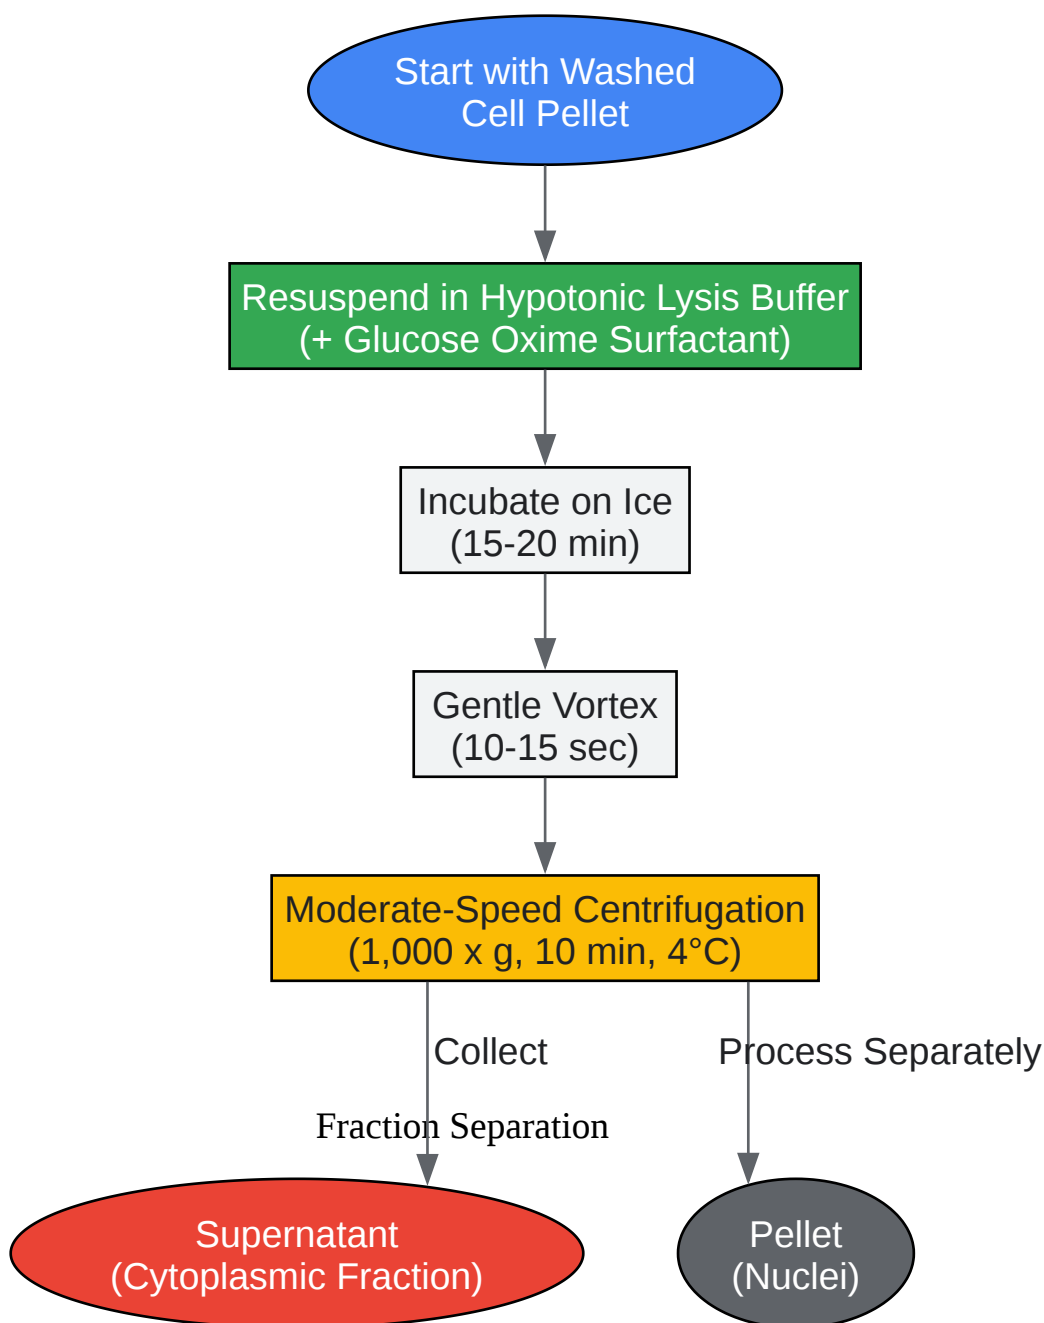 Start with Washed
Cell Pellet
Resuspend in Hypotonic Lysis Buffer
(+ Glucose Oxime Surfactant)
Incubate on Ice
(15-20 min)
Gentle Vortex
(10-15 sec)
Moderate-Speed Centrifugation
(1,000 x g, 10 min, 4°C)
Collect
Process Separately
Fraction Separation
Supernatant
(Cytoplasmic Fraction)
Pellet
(Nuclei)